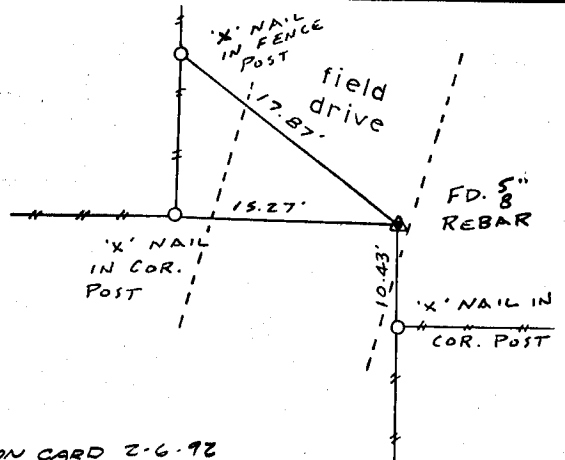 'X' NAIL
IN FENCE
POST
field
drive
17.87'
15.27'
FD. 5/8"
REBAR
'X' NAIL
IN COR.
POST
10.43'
'X' NAIL IN
COR. POST
ON CARD 2-6-92